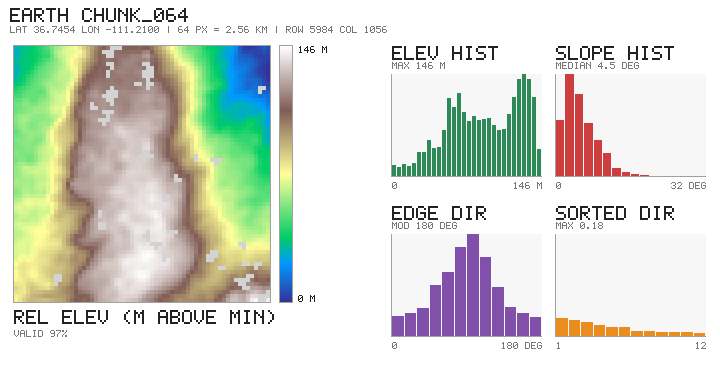 EARTH CHUNK_064
LAT 36.7454 LON -111.2100 | 64 PX = 2.56 KM | ROW 5984 COL 1056
146 M
0 M
REL ELEV (M ABOVE MIN)
VALID 97%
ELEV HIST
MAX 146 M
0 146 M
SLOPE HIST
MEDIAN 4.5 DEG
0 32 DEG
EDGE DIR
MOD 180 DEG
0 180 DEG
SORTED DIR
MAX 0.18
1 12